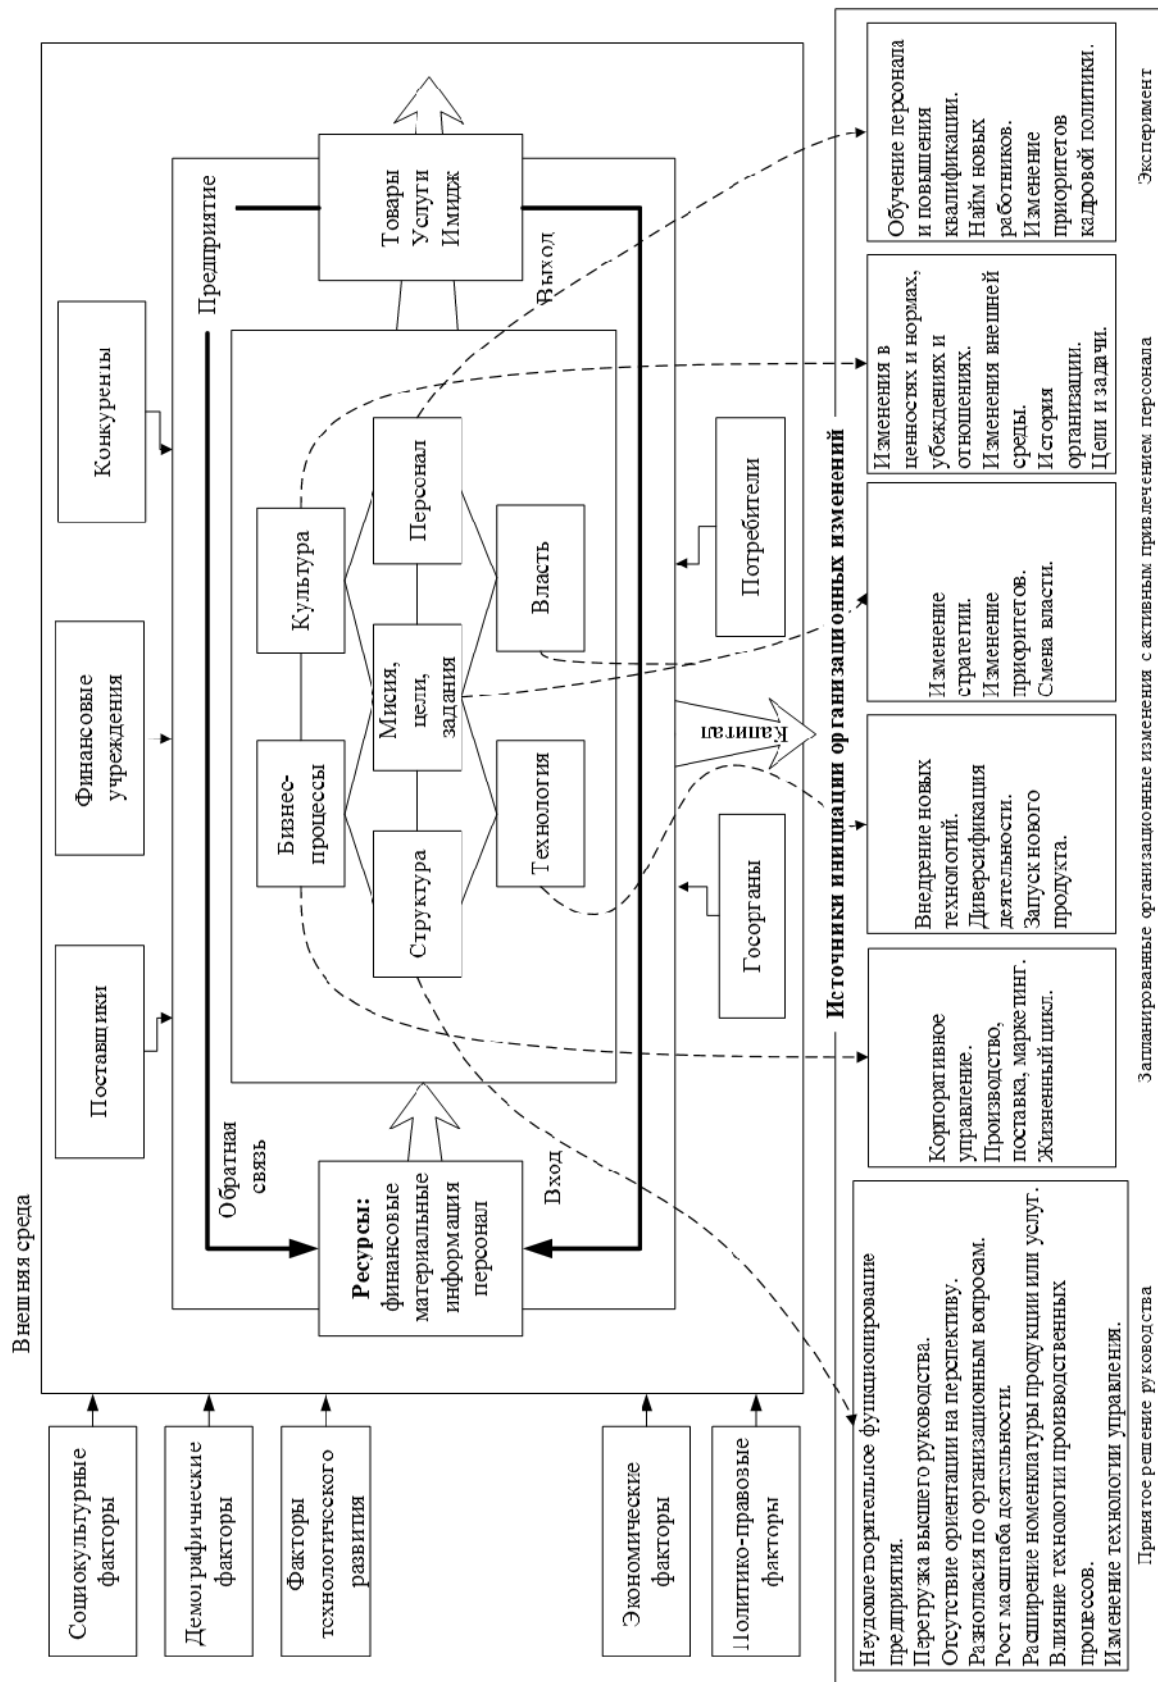 Внешняя среда
Социокультурные
факторы
Демографические
факторы
Факторы
технологического
развития
Экономические
факторы
Политико-правовые
факторы
Поставщики
Финансовые
учреждения
Конкуренты
Предприятие
Обратная
связь
Ресурсы:
финансовые
материальные
информация
персонал
Вход
Бизнес-
процессы
Культура
Структура
Мисия,
цели,
задания
Персонал
Технология
Власть
Товары
Услуги
Имидж
Выход
Госорганы
Капитал
Потребители
Источники инициации организационных изменений
Неудовлетворительное функционирование
предприятия.
Перегрузка высшего руководства.
Отсутствие ориентации на перспективу.
Разногласия по организационным вопросам.
Рост масштаба деятельности.
Расширение номенклатуры продукции или услуг.
Влияние технологии производственных
процессов.
Изменение технологии управления.
Корпоративное
управление.
Производство,
поставка, маркетинг.
Жизненный цикл.
Внедрение новых
технологий.
Диверсификация
деятельности.
Запуск нового
продукта.
Изменение
стратегии.
Изменение
приоритетов.
Смена власти.
Изменения в
ценностях и нормах,
убеждениях и
отношениях.
Изменения внешней
среды.
История
организации.
Цели и задачи.
Обучение персонала
и повышения
квалификации.
Найм новых
работников.
Изменение
приоритетов
кадровой политики.
Принятое решение руководства
Запланированные организационные изменения с активным привлечением персонала
Эксперимент